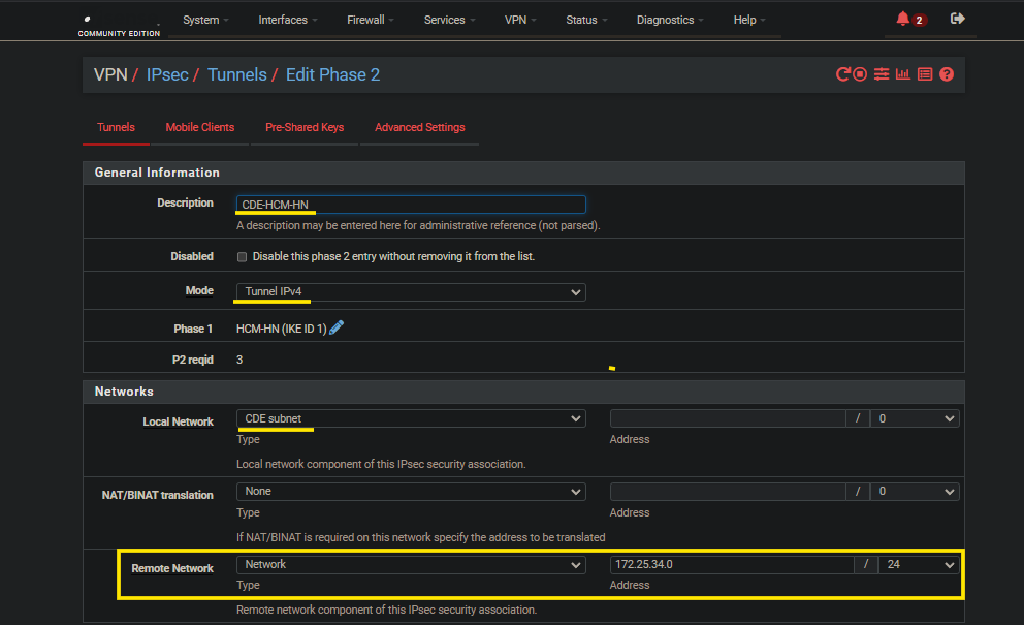 COMMUNITY EDITION
System Interfaces Firewall Services VPN Status Diagnostics Help 2
VPN / IPsec / Tunnels / Edit Phase 2
Tunnels Mobile Clients Pre-Shared Keys Advanced Settings
General Information
Description CDE-HCM-HN
A description may be entered here for administrative reference (not parsed).
Disabled Disable this phase 2 entry without removing it from the list.
Mode Tunnel IPv4
Phase 1 HCM-HN (IKE ID 1)
P2 reqid 3
Networks
Local Network CDE subnet / 0
Type Address
Local network component of this IPsec security association.
NAT/BINAT translation None / 0
Type Address
If NAT/BINAT is required on this network specify the address to be translated
Remote Network Network 172.25.34.0 / 24
Type Address
Remote network component of this IPsec security association.